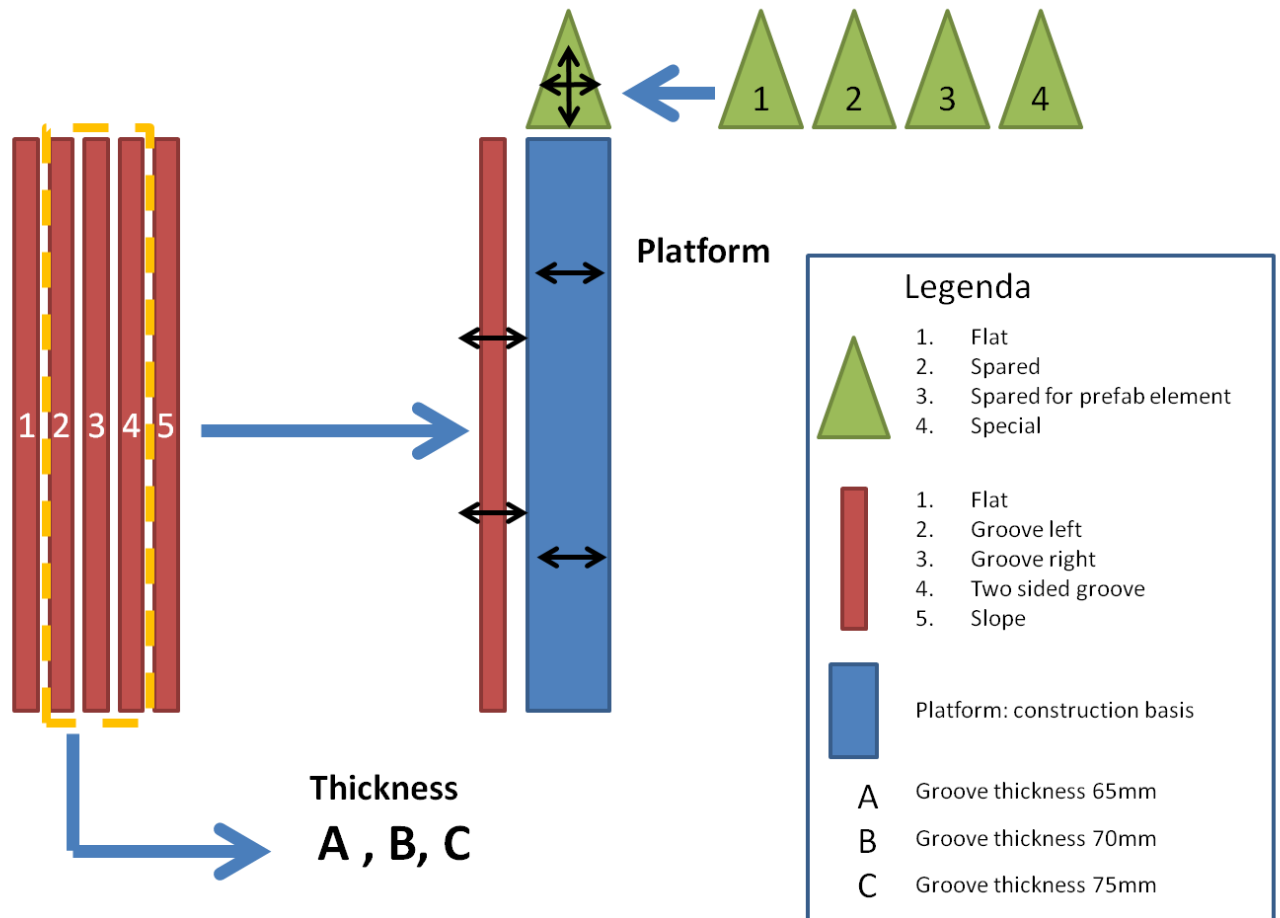 1 2 3 4
1 2 3 4 5
Platform
Thickness
A , B, C
Legenda
1. Flat
2. Spared
3. Spared for prefab element
4. Special
1. Flat
2. Groove left
3. Groove right
4. Two sided groove
5. Slope
Platform: construction basis
A Groove thickness 65mm
B Groove thickness 70mm
C Groove thickness 75mm